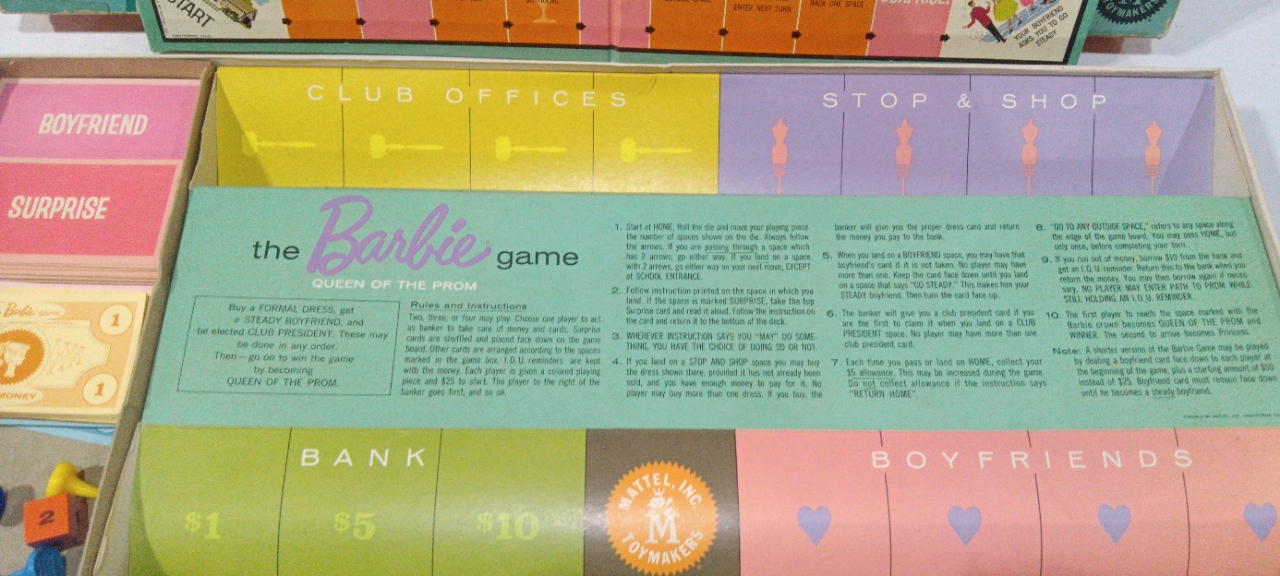 START
ENTER NEXT TURN
BACK ONE SPACE
YOUR BOYFRIEND
ASKS YOU TO GO
STEADY
TOYMAKERS
BOYFRIEND
SURPRISE
CLUB OFFICES
STOP & SHOP
the Barbie game
QUEEN OF THE PROM
Buy a FORMAL DRESS, get
a STEADY BOYFRIEND, and
be elected CLUB PRESIDENT. These may
be done in any order.
Then — go on to win the game
by becoming
QUEEN OF THE PROM.
Rules and Instructions
Two, three, or four may play. Choose one player to act
as banker to take care of money and cards. Surprise
cards are shuffled and placed face down on the game
board. Other cards are arranged according to the spaces
marked in the game box. I.O.U. reminders are kept
with the money. Each player is given a colored playing
piece and $25 to start. The player to the right of the
banker goes first, and so on.
1. Start at HOME. Roll the die and move your playing piece
the number of spaces shown on the die. Always follow
the arrows. If you are passing through a space which
has 2 arrows, go either way. If you land on a space
with 2 arrows, go either way on your next move, EXCEPT
at SCHOOL ENTRANCE.
2. Follow instruction printed on the space in which you
land. If the space is marked SURPRISE, take the top
Surprise card and read it aloud. Follow the instruction on
the card and return it to the bottom of the deck.
3. WHENEVER INSTRUCTION SAYS YOU "MAY" DO SOME-
THING, YOU HAVE THE CHOICE OF DOING SO OR NOT.
4. If you land on a STOP AND SHOP space you may buy
the dress shown there, provided it has not already been
sold, and you have enough money to pay for it. No
player may buy more than one dress. If you buy, the
banker will give you the proper dress card and return
the money you pay to the bank.
5. When you land on a BOYFRIEND space, you may have that
boyfriend's card if it is not taken. No player may have
more than one. Keep the card face down until you land
on a space that says "GO STEADY." This makes him your
STEADY boyfriend. Then turn the card face up.
6. The banker will give you a club president card if you
are the first to claim it when you land on a CLUB
PRESIDENT space. No player may have more than one
club president card.
7. Each time you pass or land on HOME, collect your
$5 allowance. This may be increased during the game.
Do not collect allowance if the instruction says
"RETURN HOME".
8. "GO TO ANY OUTSIDE SPACE," refers to any space along
the edge of the game board. You may pass HOME, but
only once, before completing your turn.
9. If you run out of money, borrow $10 from the bank and
get an I.O.U. reminder. Return this to the bank when you
return the money. You may then borrow again if neces-
sary. NO PLAYER MAY ENTER PATH TO PROM WHILE
STILL HOLDING AN I.O.U. REMINDER.
10. The first player to reach the space marked with the
Barbie crown becomes QUEEN OF THE PROM and
WINNER. The second to arrive becomes Princess.
Note: A shorter version of the Barbie Game may be played
by dealing a boyfriend card face down to each player at
the beginning of the game, plus a starting amount of $50
instead of $25. Boyfriend card must remain face down
until he becomes a steady boyfriend.
Barbie game
1
1
MONEY
2
BANK
$1 $5 $10
MATTEL, INC.
M
TOYMAKERS
BOYFRIENDS